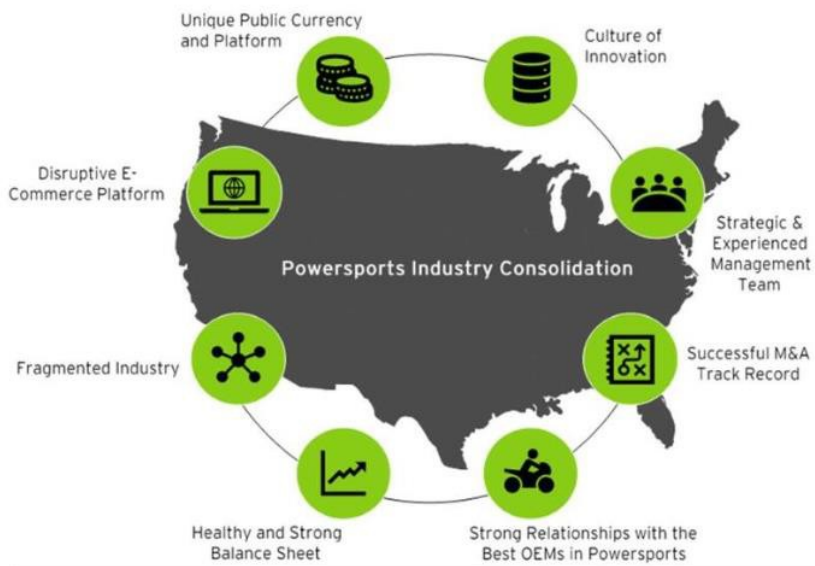 Unique Public Currency
and Platform
Culture of
Innovation
Disruptive E-
Commerce Platform
Strategic &
Experienced
Management
Team
Powersports Industry Consolidation
Fragmented Industry
Successful M&A
Track Record
Healthy and Strong
Balance Sheet
Strong Relationships with the
Best OEMs in Powersports